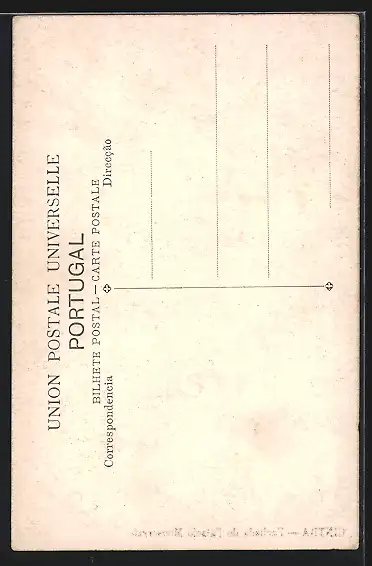 UNION POSTALE UNIVERSELLE
PORTUGAL
BILHETE POSTAL — CARTE POSTALE
Correspondencia
Direcção